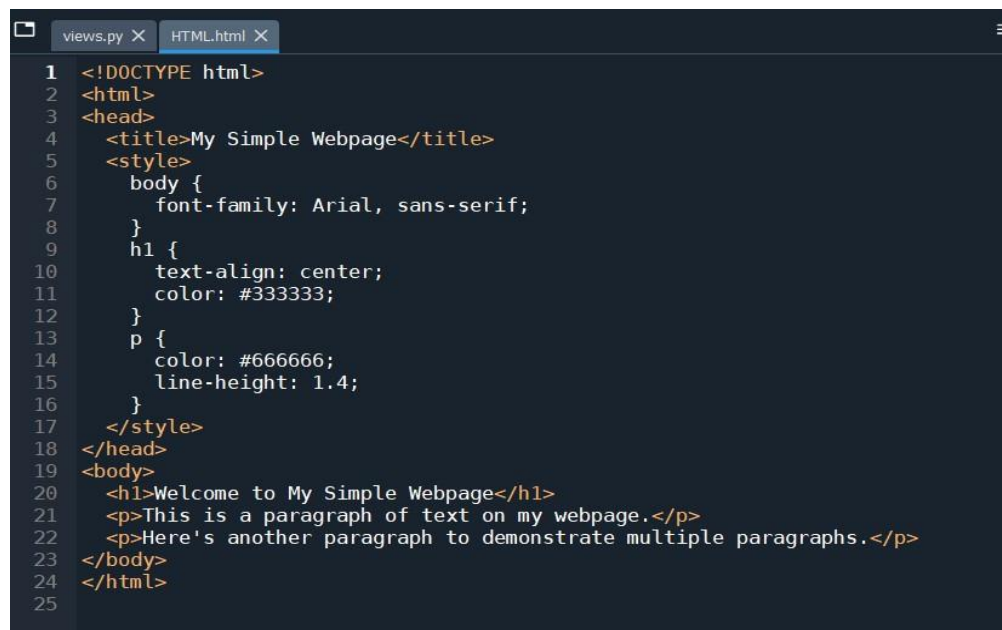 views.py × HTML.html ×
1 <!DOCTYPE html>
2 <html>
3 <head>
4   <title>My Simple Webpage</title>
5   <style>
6     body {
7       font-family: Arial, sans-serif;
8     }
9     h1 {
10       text-align: center;
11       color: #333333;
12     }
13     p {
14       color: #666666;
15       line-height: 1.4;
16     }
17   </style>
18 </head>
19 <body>
20   <h1>Welcome to My Simple Webpage</h1>
21   <p>This is a paragraph of text on my webpage.</p>
22   <p>Here's another paragraph to demonstrate multiple paragraphs.</p>
23 </body>
24 </html>
25